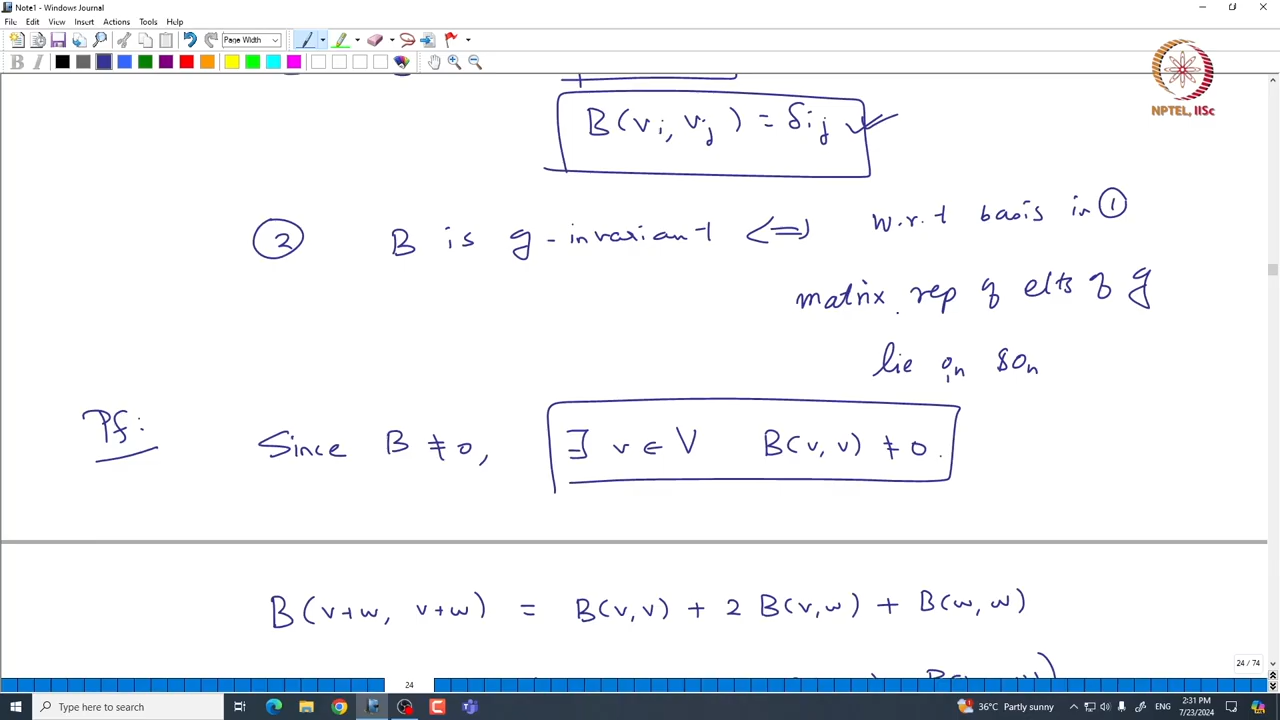 Note1 - Windows Journal
File Edit View Insert Actions Tools Help
Page Width
B I
NPTEL, IISc
B(vi, vj) = δij ✓
② B is g-invariant <=> w.r.t basis in ①
matrix rep of elts of g
lie in son
Pf: Since B ≠ 0, ∃ v ∈ V B(v, v) ≠ 0.
B(v+w, v+w) = B(v,v) + 2 B(v,w) + B(w, w)
24 / 74
24
Type here to search
36°C Partly sunny
2:31 PM
7/23/2024